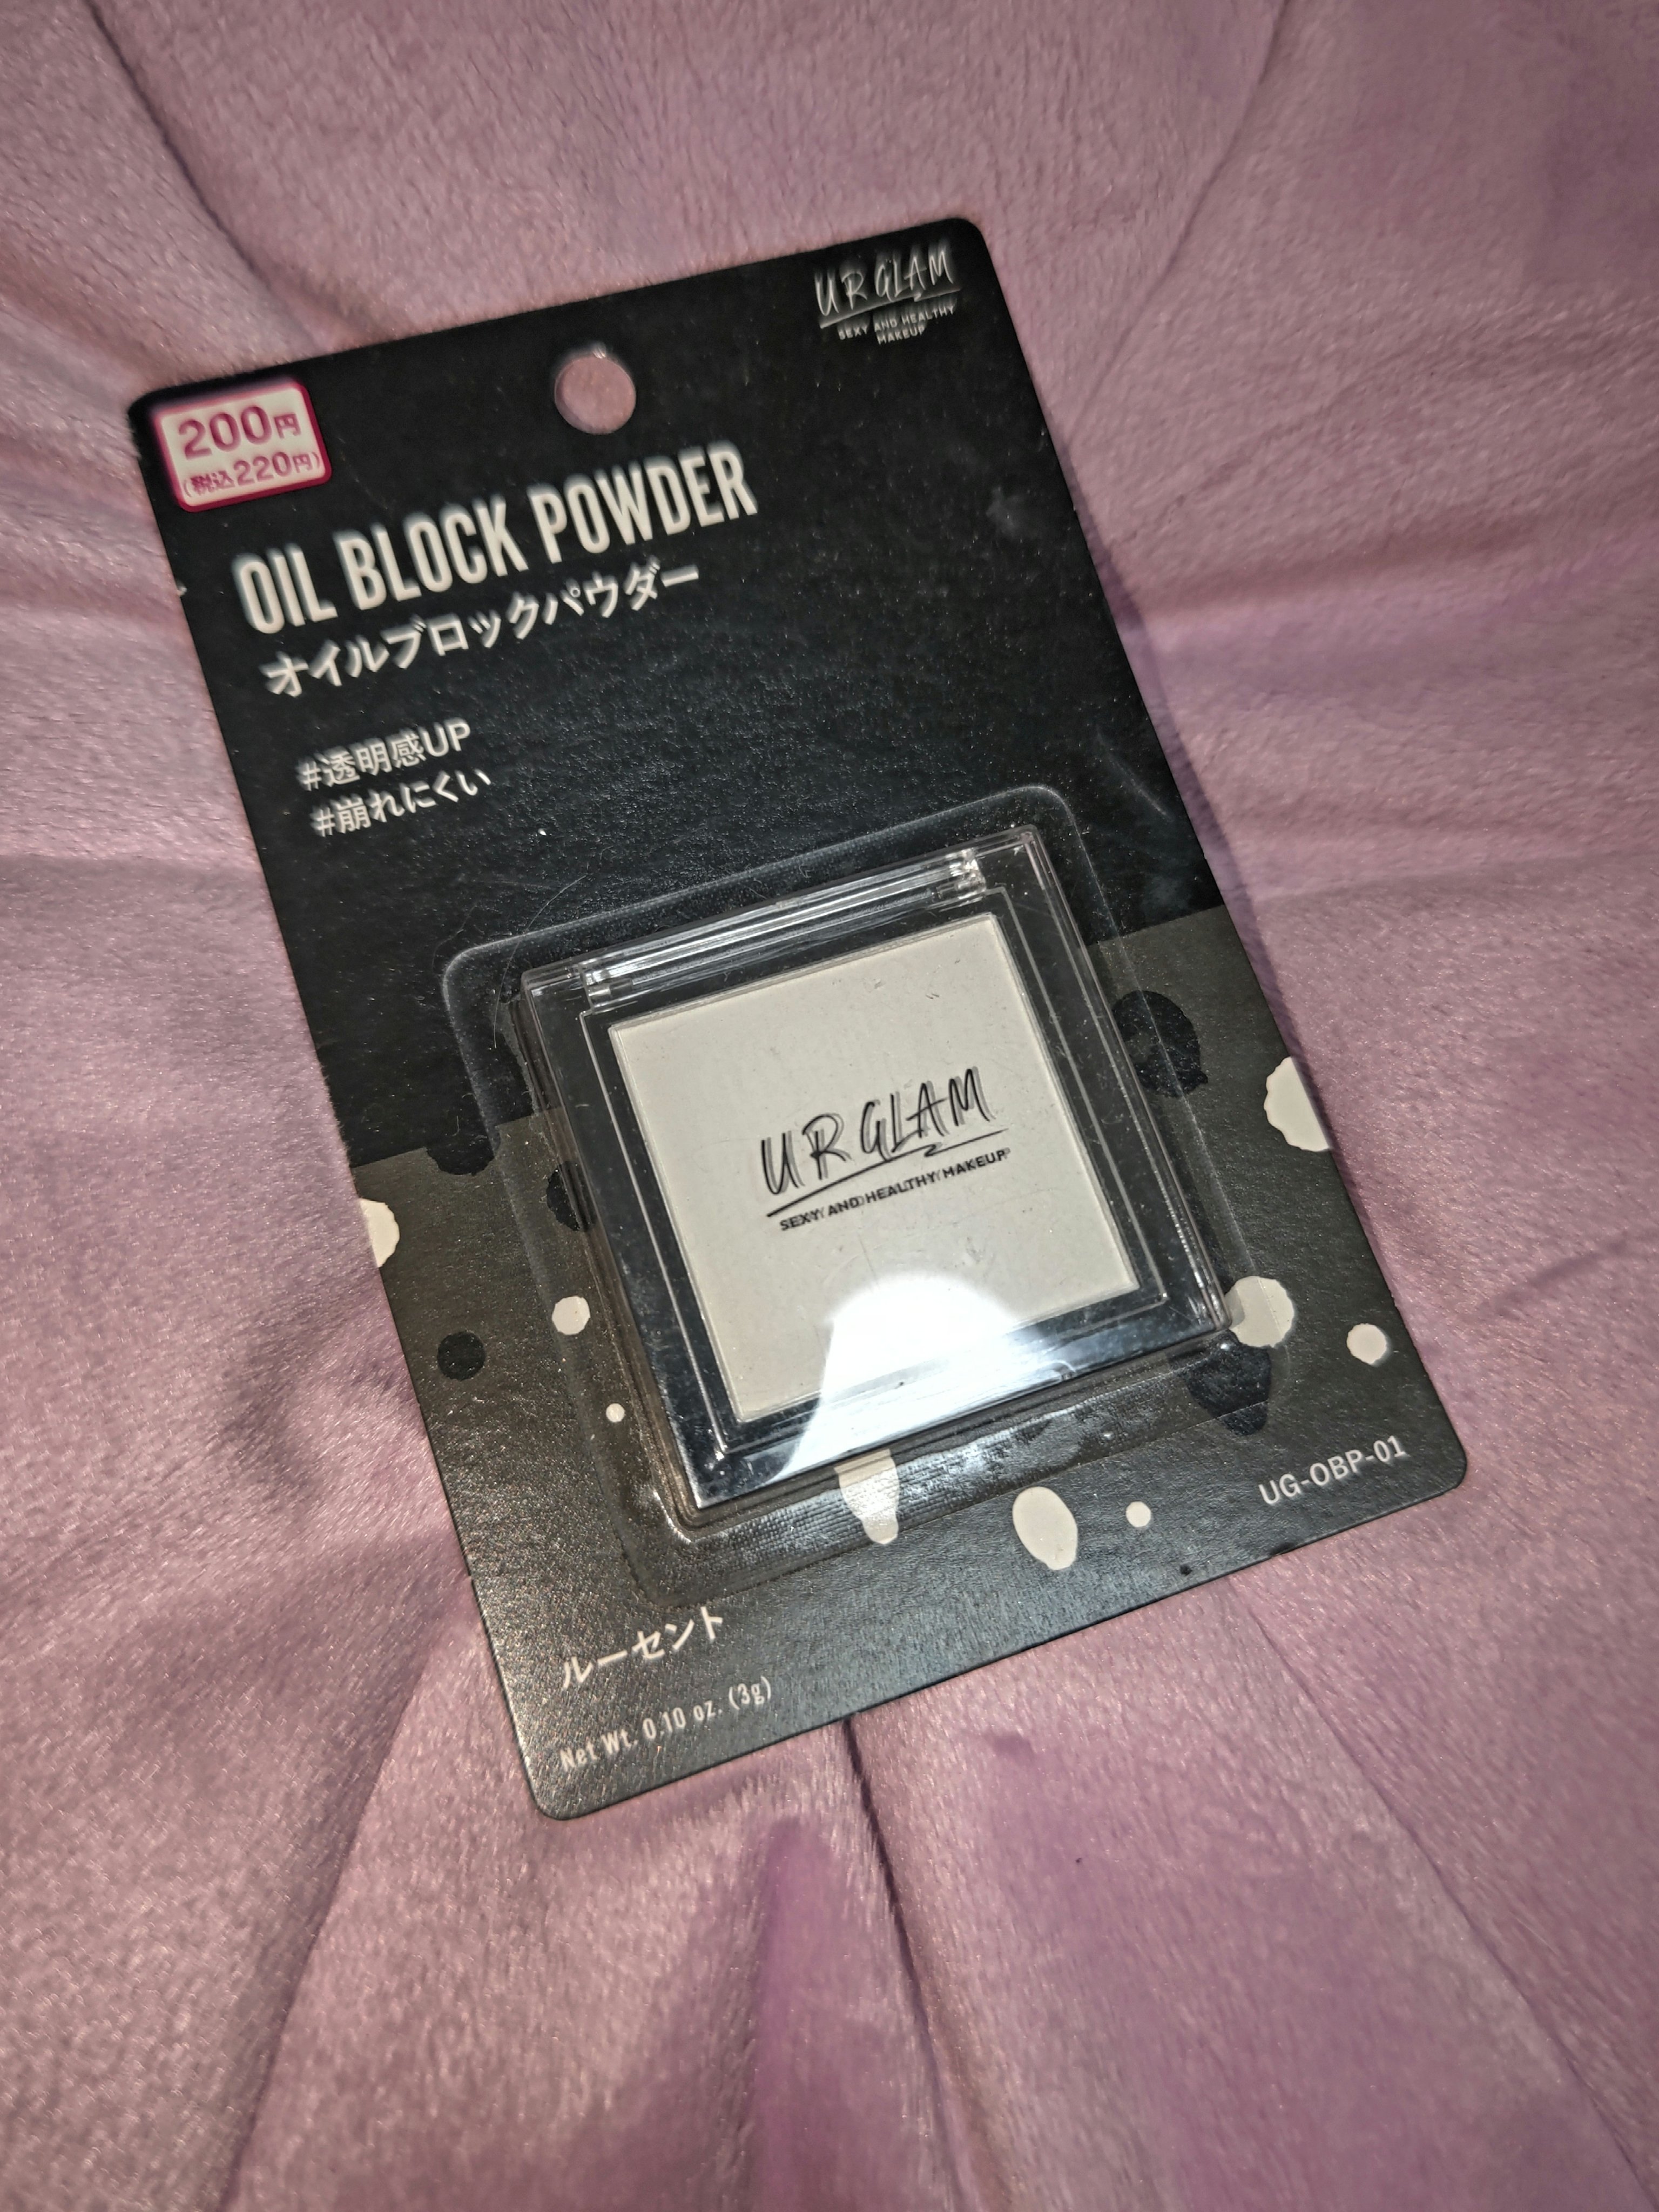 UR GLAM
SEXY AND HEALTHY
MAKEUP
200円
(税込220円)
OIL BLOCK POWDER
オイルブロックパウダー
#透明感UP
#崩れにくい
UR GLAM
SEXY AND HEALTHY MAKEUP
UG-OBP-01
ルーセント
Net Wt. 0.10 oz. (3g)